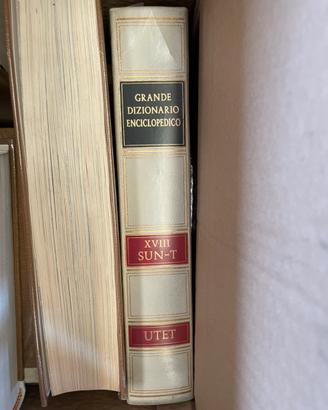 GRANDE
DIZIONARIO
ENCICLOPEDICO
XVIII
SUN-T
UTET